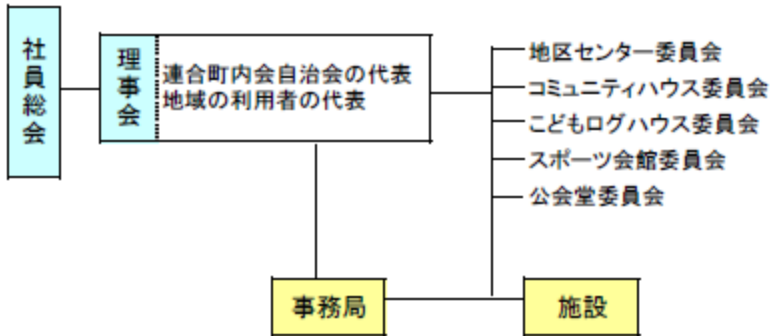 社員総会
理事会
連合町内会自治会の代表
地域の利用者の代表
地区センター委員会
コミュニティハウス委員会
こどもログハウス委員会
スポーツ会館委員会
公会堂委員会
事務局
施設